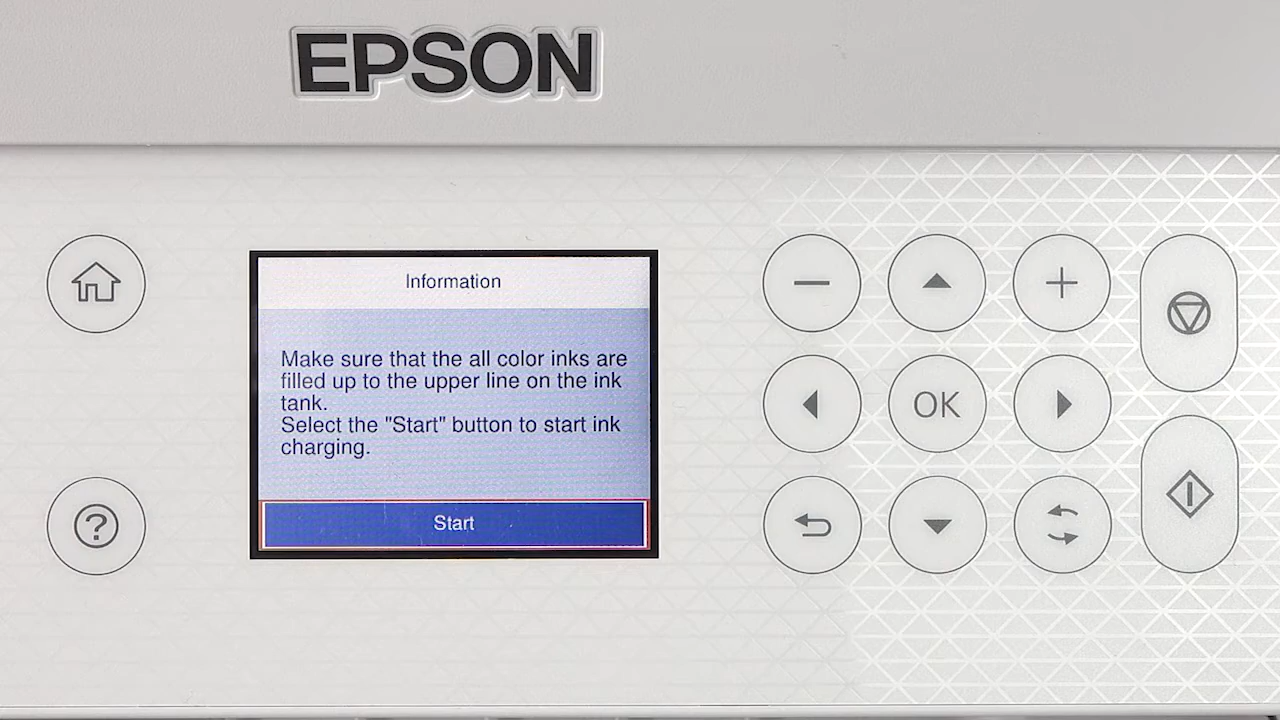 EPSON
Information
Make sure that the all color inks are
filled up to the upper line on the ink
tank.
Select the "Start" button to start ink
charging.
Start
OK